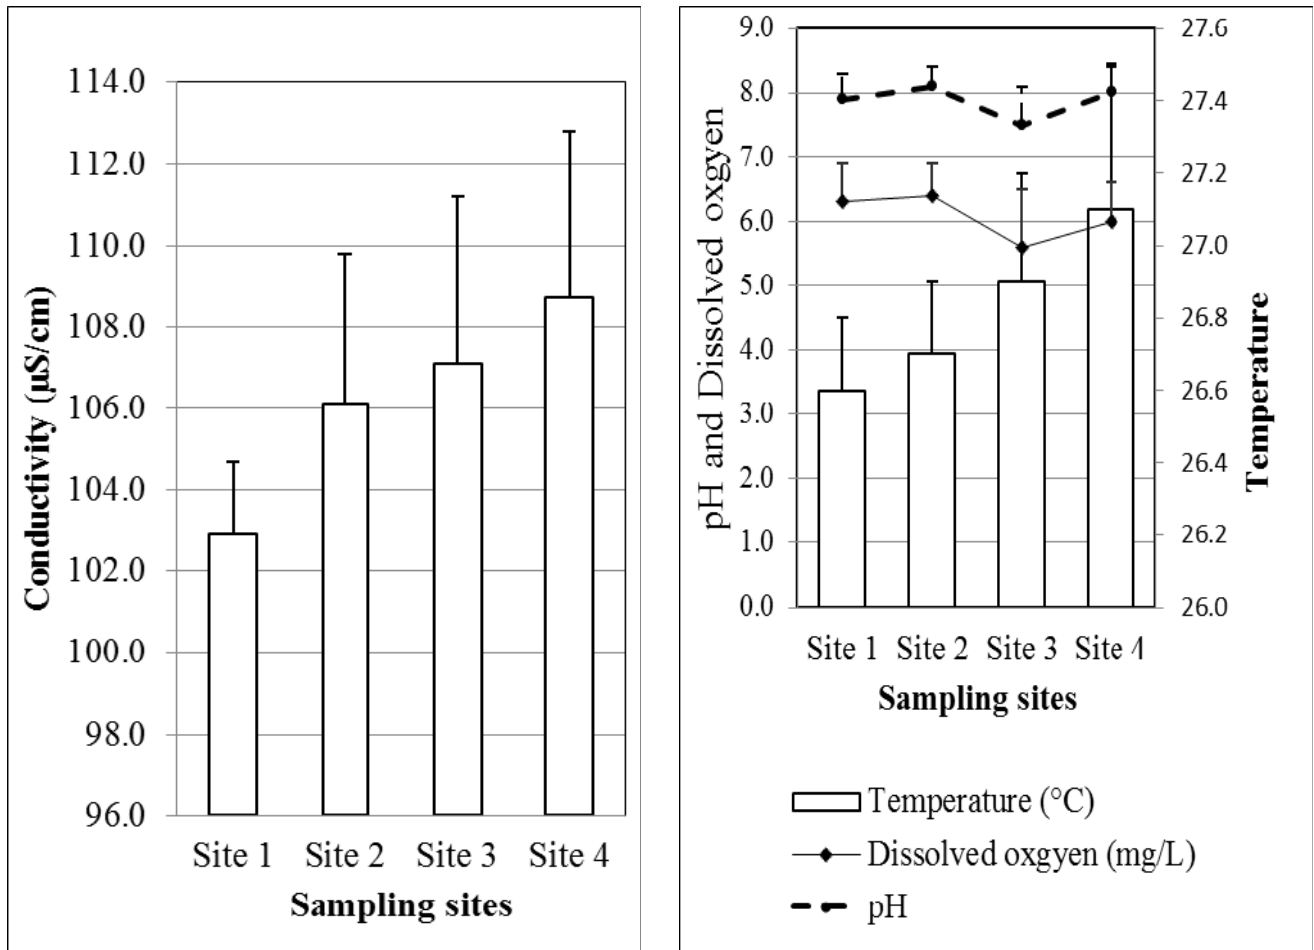 114.0
112.0
110.0
108.0
106.0
104.0
102.0
100.0
98.0
96.0
Conductivity (µS/cm)
Site 1 Site 2 Site 3 Site 4
Sampling sites
9.0
8.0
7.0
6.0
5.0
4.0
3.0
2.0
1.0
0.0
pH and Dissolved oxgyen
27.6
27.4
27.2
27.0
26.8
26.6
26.4
26.2
26.0
Temperature
Site 1 Site 2 Site 3 Site 4
Sampling sites
Temperature (°C)
Dissolved oxgyen (mg/L)
pH